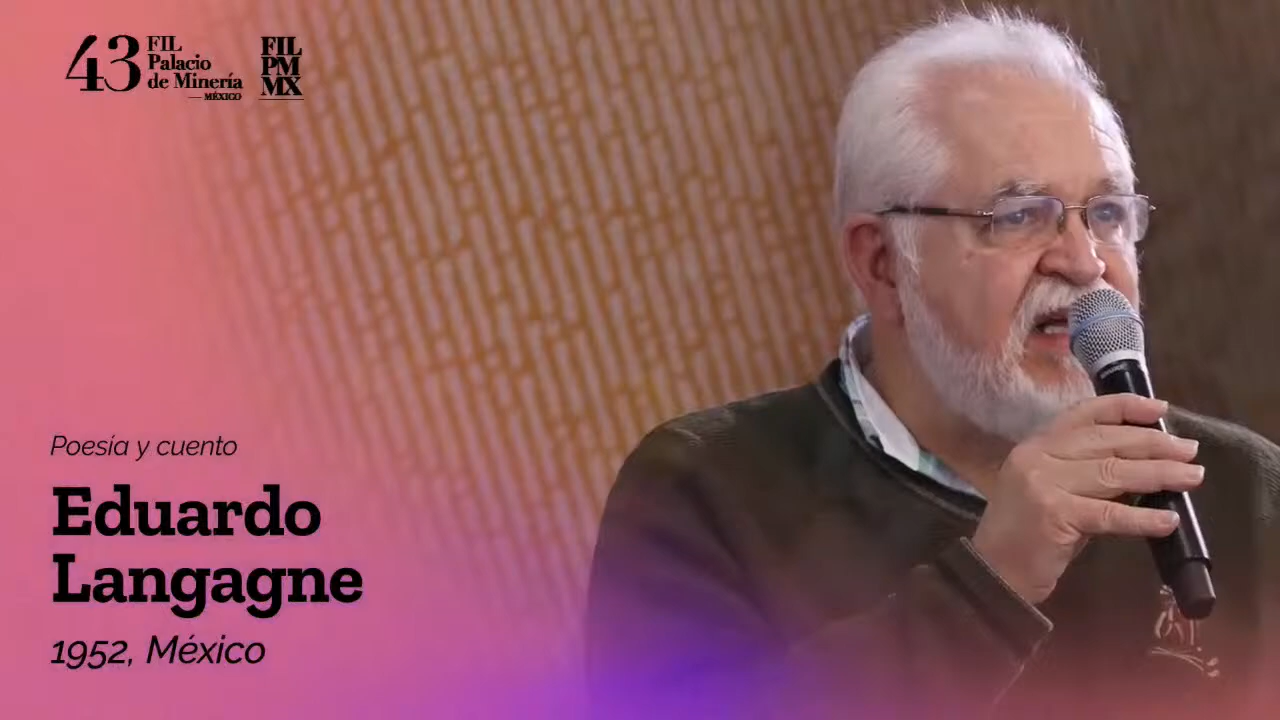 43 FIL
Palacio
de Minería
—MÉXICO
FIL
PM
MX
Poesía y cuento
Eduardo
Langagne
1952, México